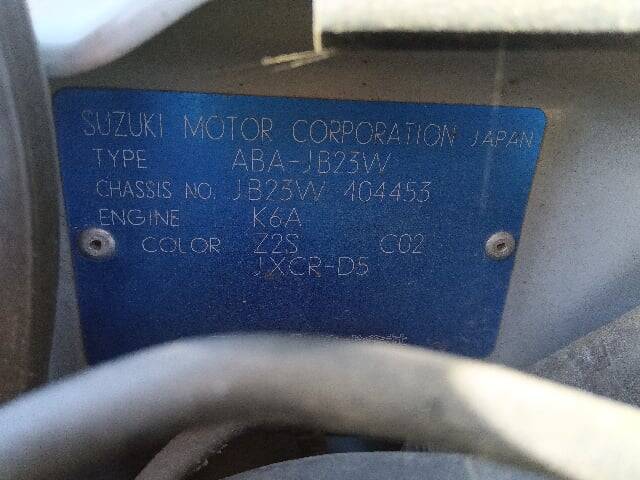 SUZUKI MOTOR CORPORATION JAPAN
TYPE ABA-JB23W
CHASSIS NO. JB23W 404453
ENGINE K6A
COLOR Z2S C02
JXCR-D5